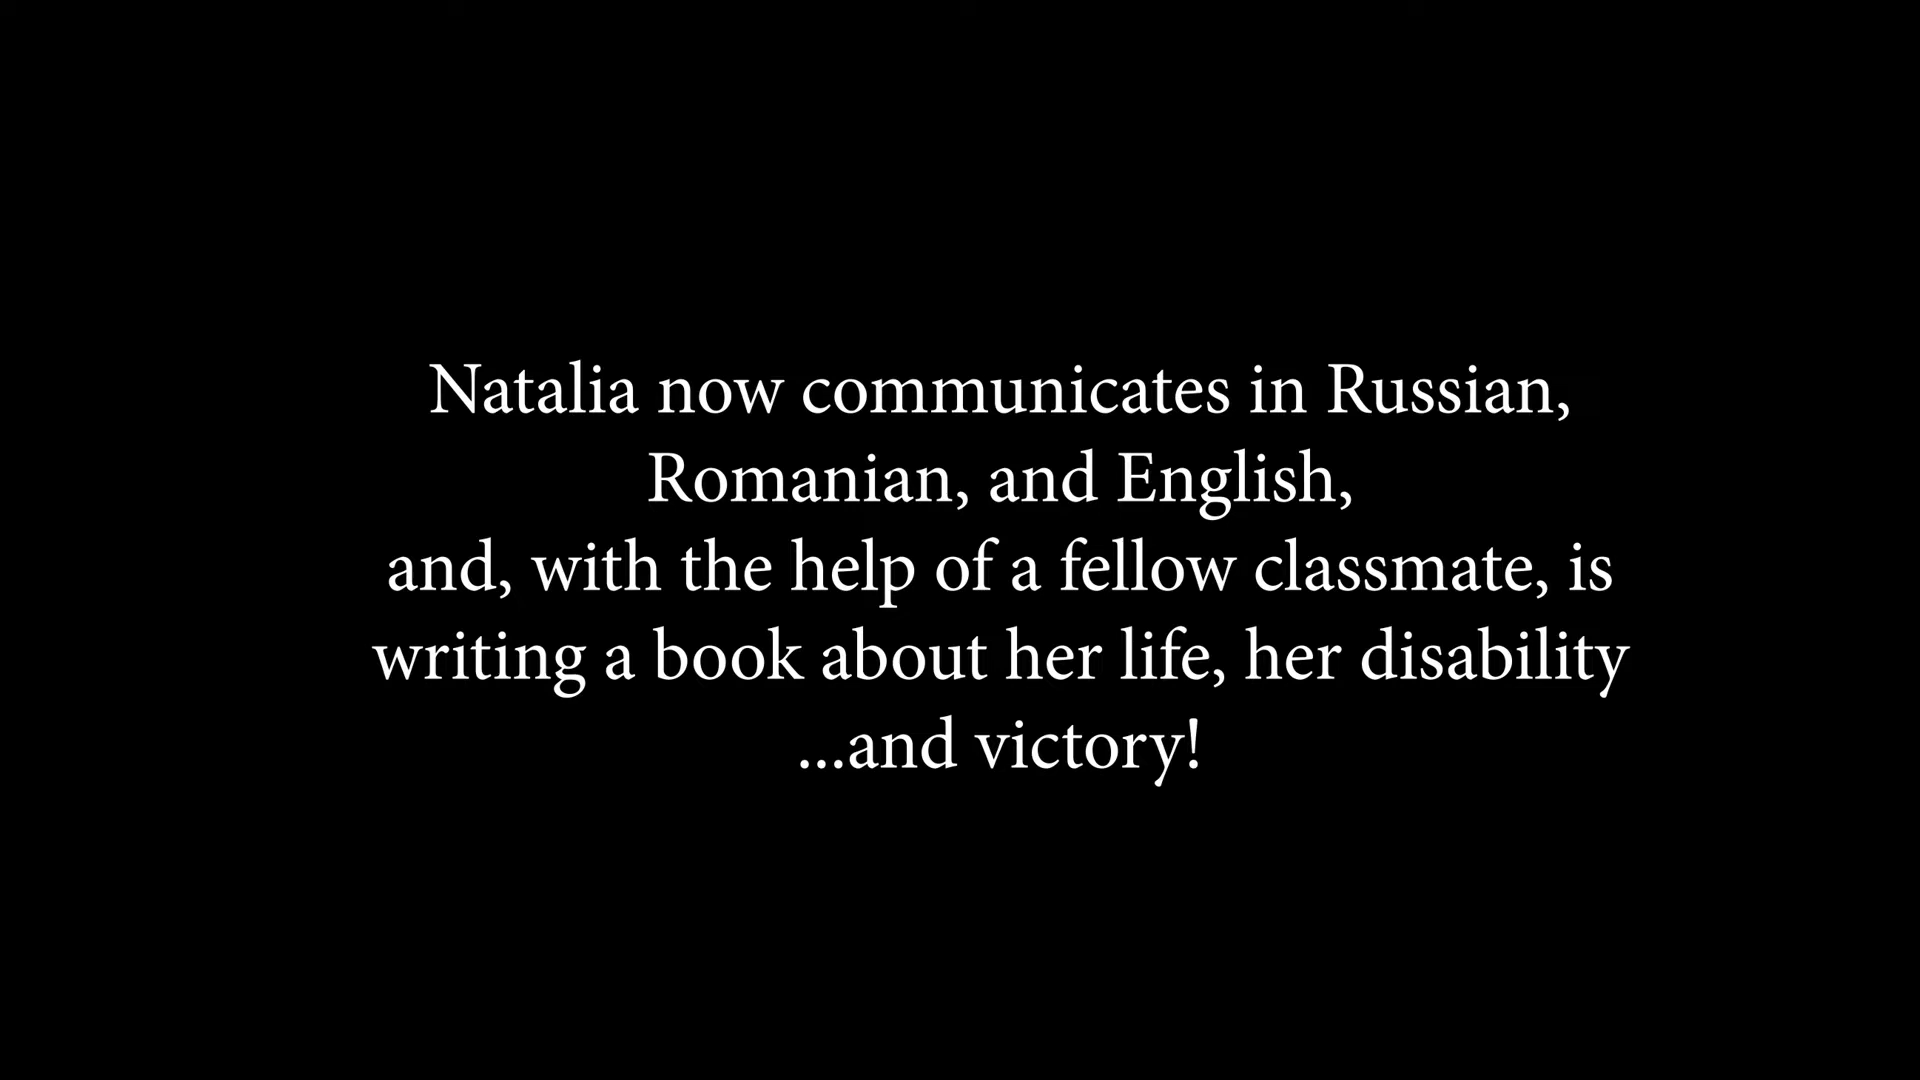 Natalia now communicates in Russian,
Romanian, and English,
and, with the help of a fellow classmate, is
writing a book about her life, her disability
...and victory!